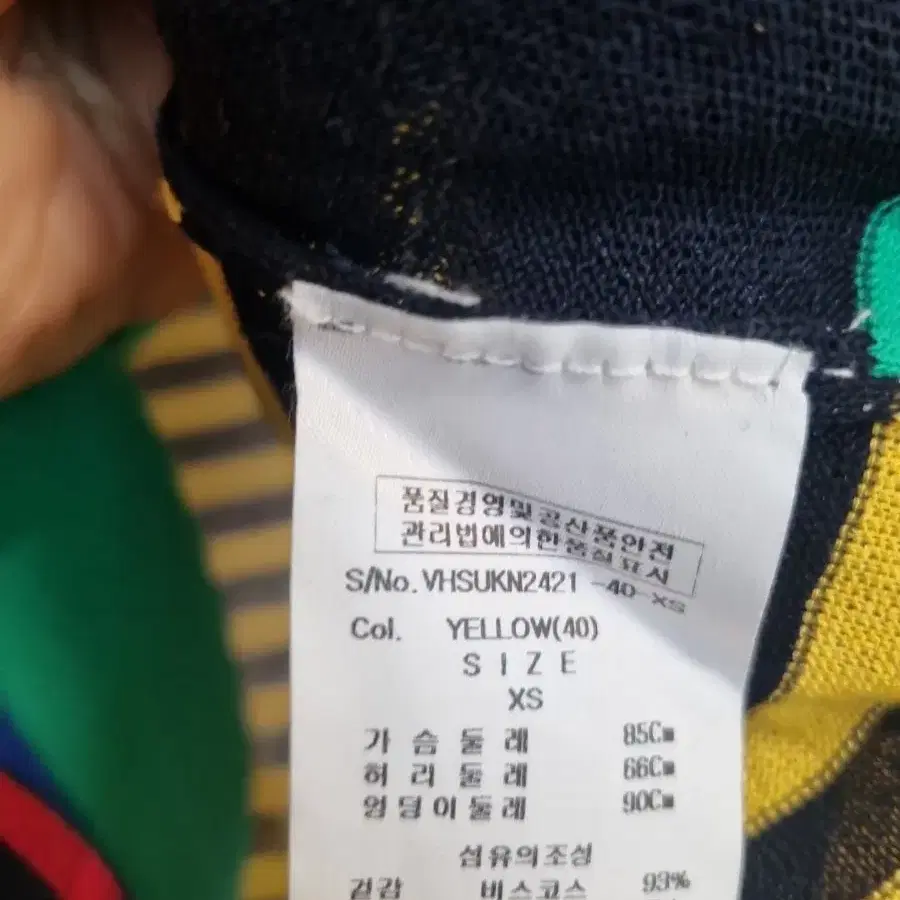 품질경영및공산품안전
관리법에의한품질표시
S/No. VHSUKN2421 -40-XS
Col. YELLOW(40)
SIZE
XS
가슴둘레 85Cm
허리둘레 66Cm
엉덩이둘레 90Cm
섬유의조성
겉감 비스코스 93%